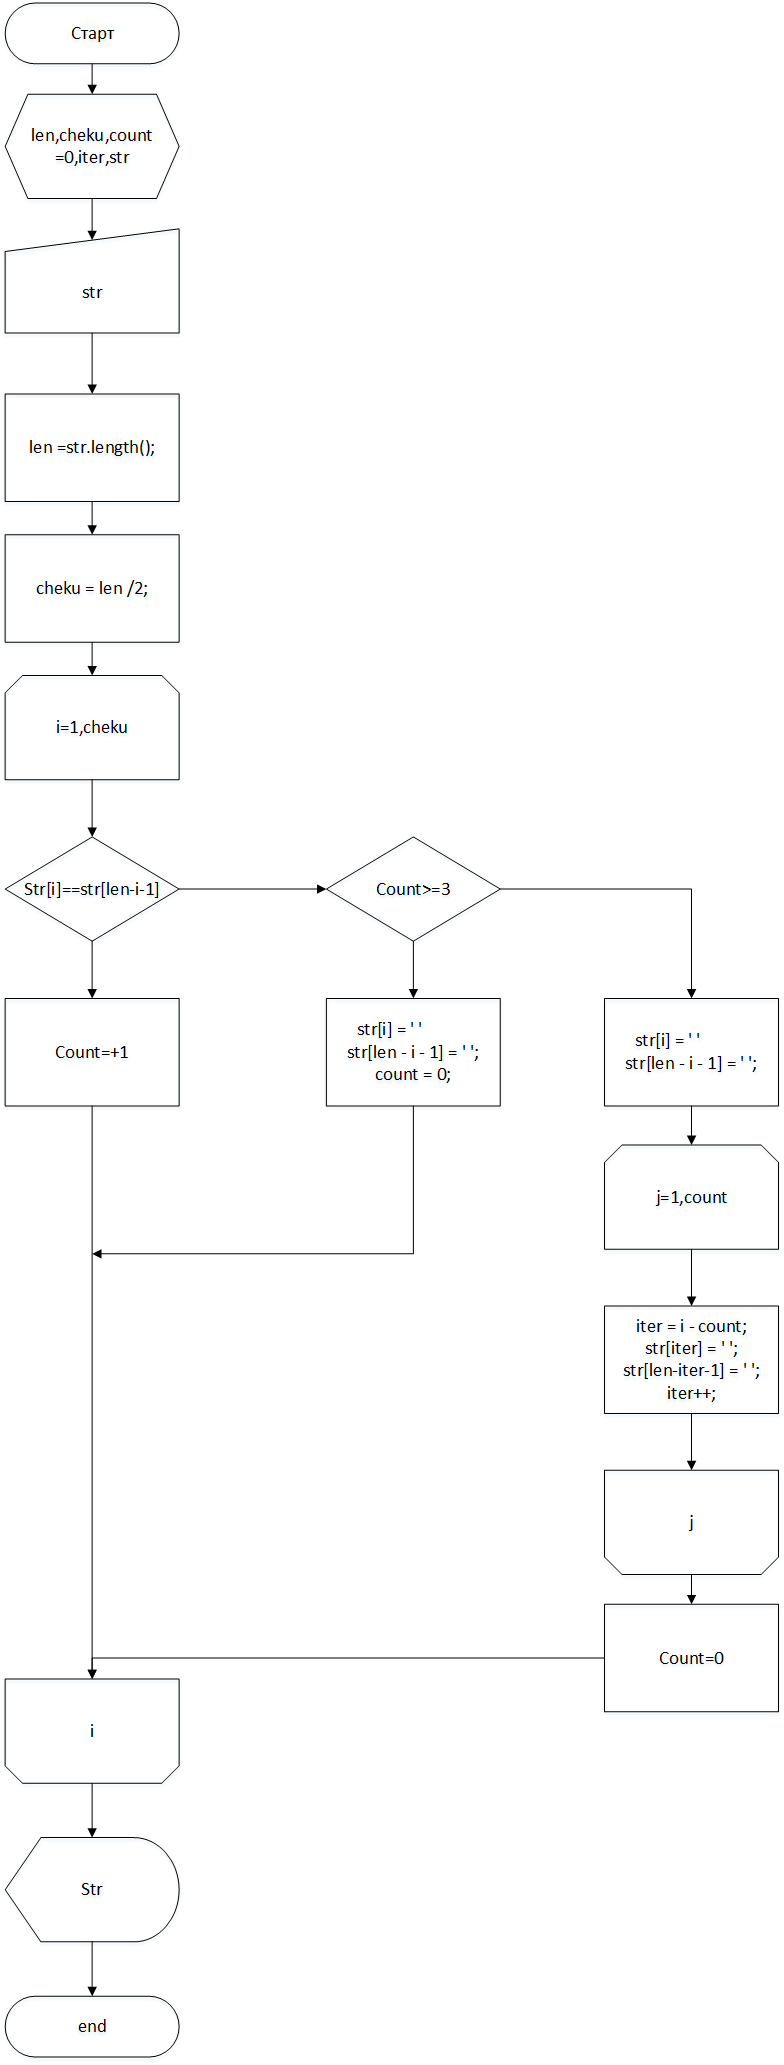 Старт
len,cheku,count
=0,iter,str
str
len =str.length();
cheku = len /2;
i=1,cheku
Str[i]==str[len-i-1]
Count>=3
Count=+1
str[i] = ' '
str[len - i - 1] = ' ';
count = 0;
str[i] = ' '
str[len - i - 1] = ' ';
j=1,count
iter = i - count;
str[iter] = ' ';
str[len-iter-1] = ' ';
iter++;
j
Count=0
i
Str
end